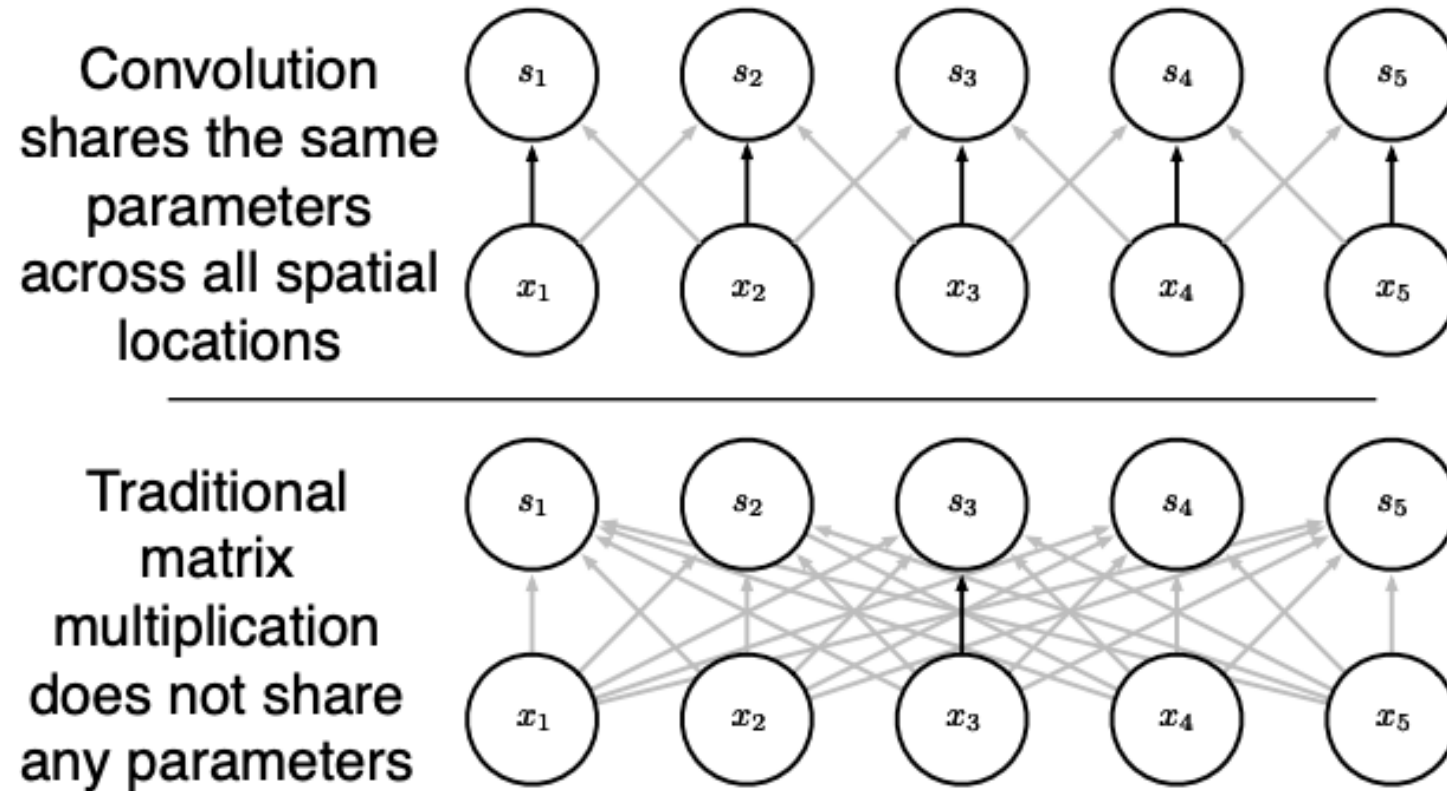 Convolution
shares the same
parameters
across all spatial
locations
s₁ s₂ s₃ s₄ s₅
x₁ x₂ x₃ x₄ x₅
Traditional
matrix
multiplication
does not share
any parameters
s₁ s₂ s₃ s₄ s₅
x₁ x₂ x₃ x₄ x₅